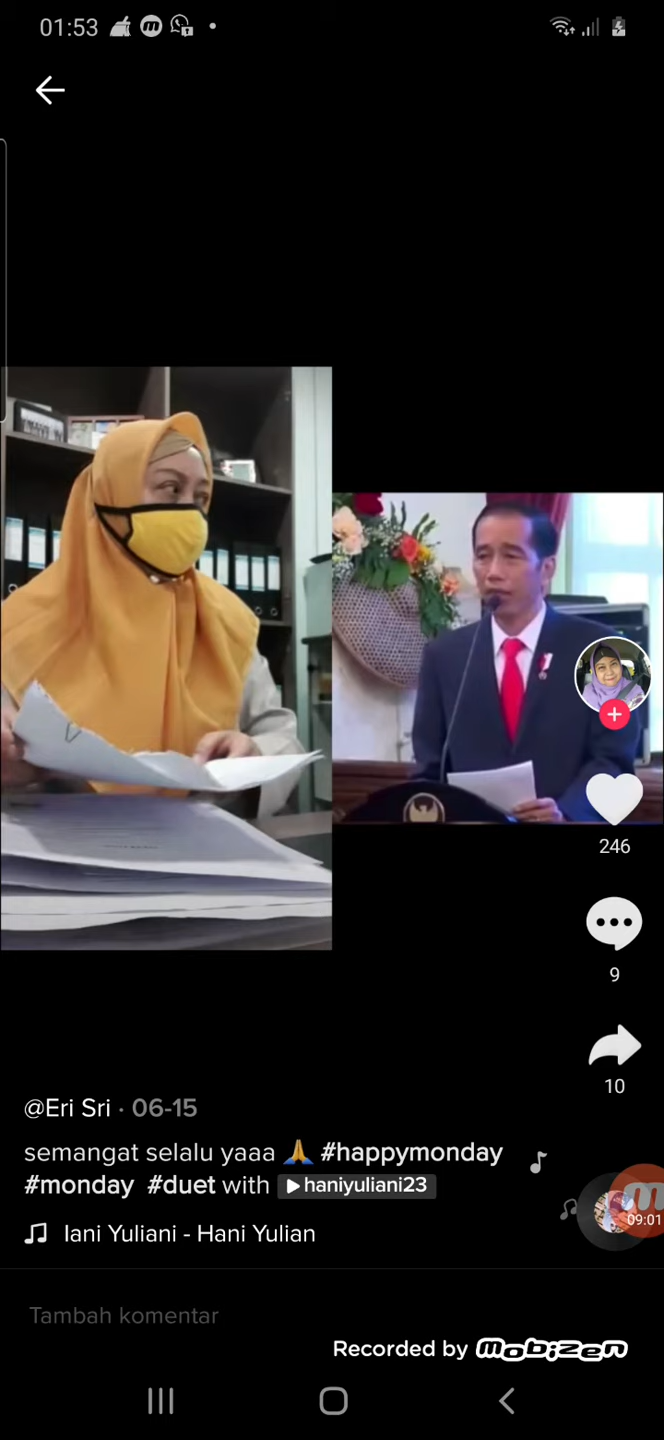 01:53
@Eri Sri · 06-15
semangat selalu yaaa 🙏 #happymonday
#monday #duet with haniyuliani23
Iani Yuliani - Hani Yulian
246
9
10
09:01
Tambah komentar
Recorded by mobizen